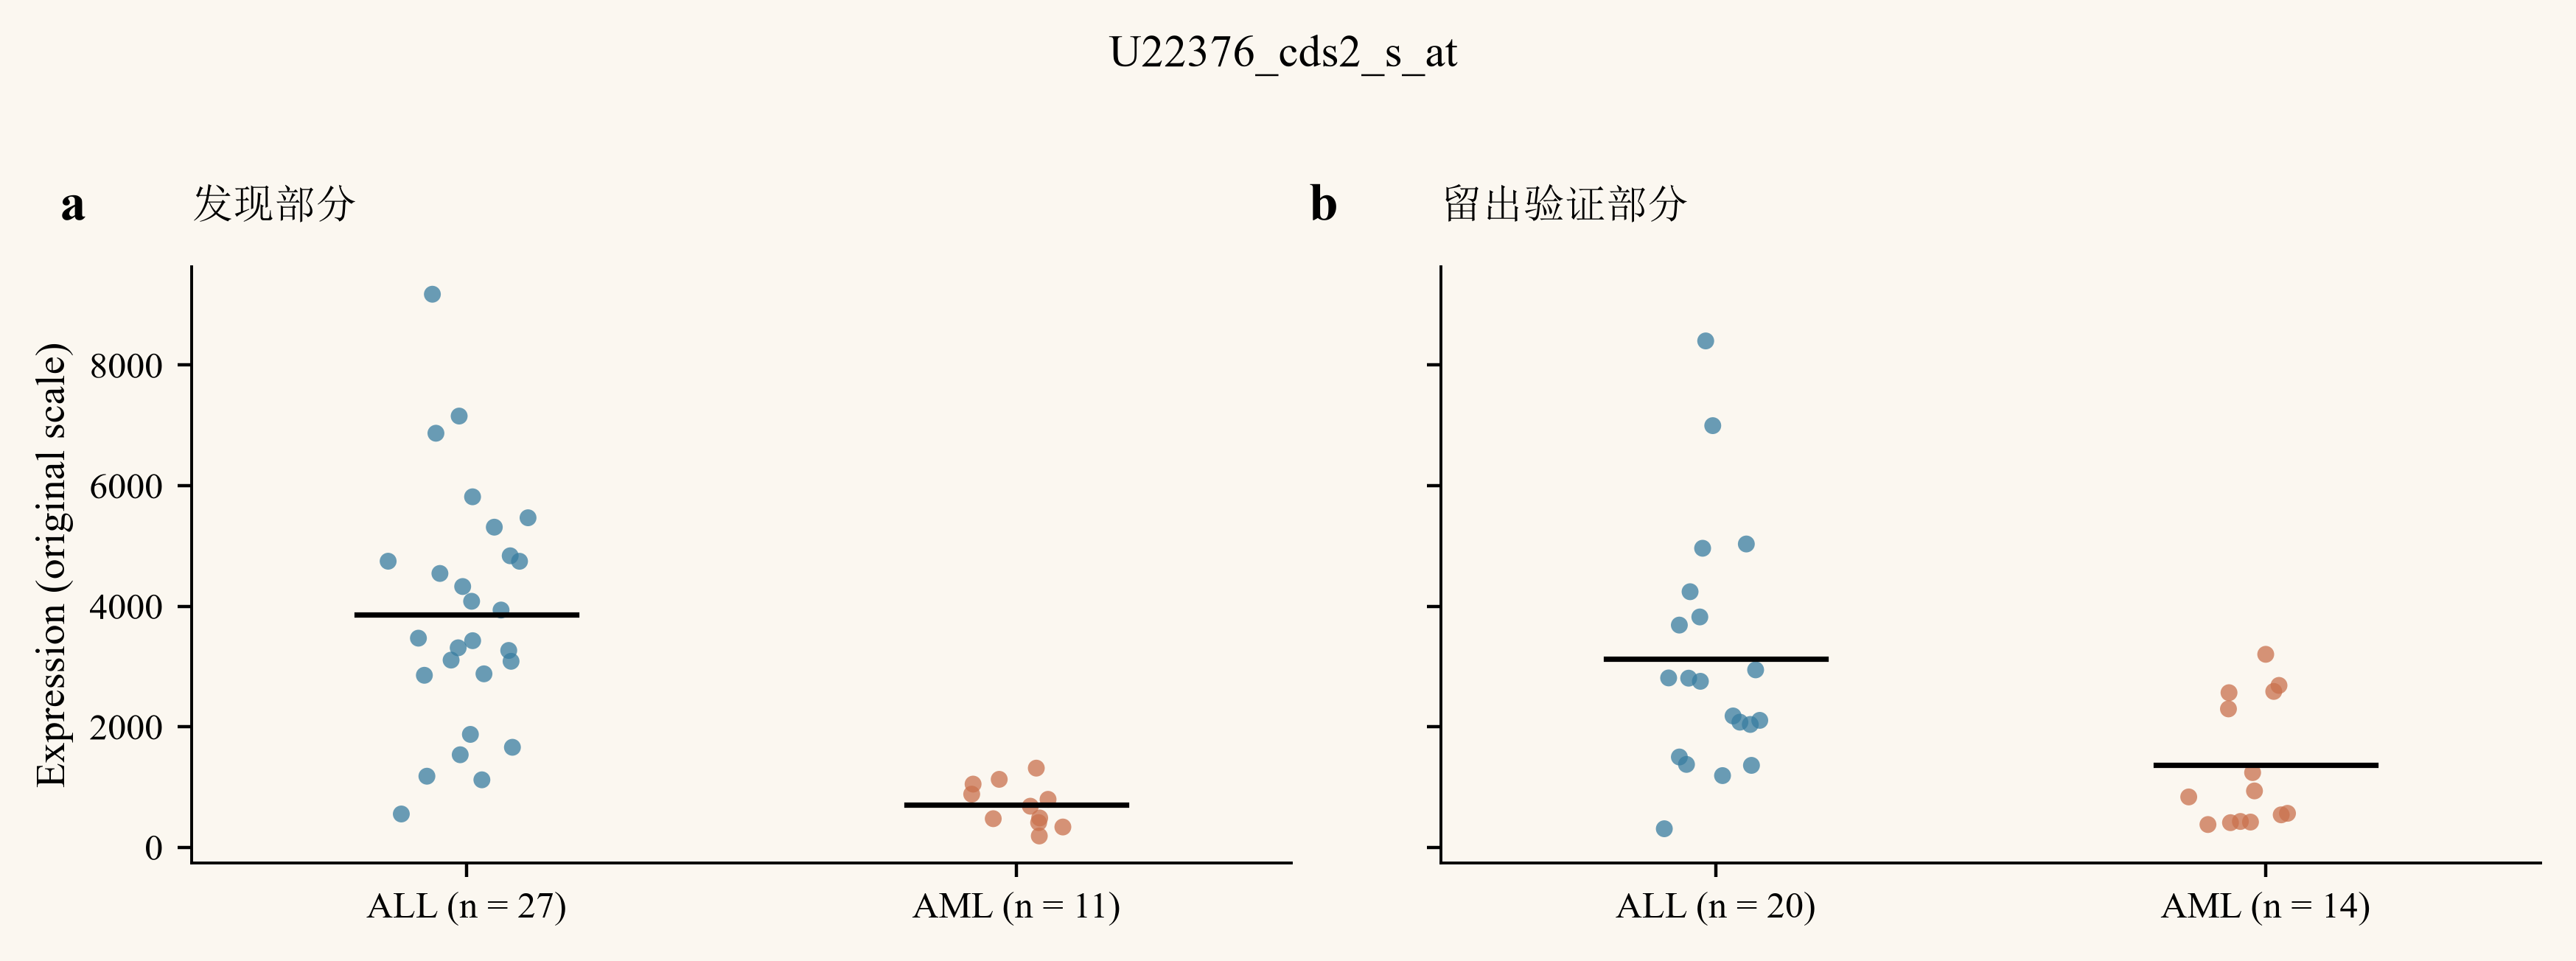 U22376_cds2_s_at
a 发现部分
Expression (original scale)
8000
6000
4000
2000
0
ALL (n = 27)
AML (n = 11)
b 留出验证部分
ALL (n = 20)
AML (n = 14)